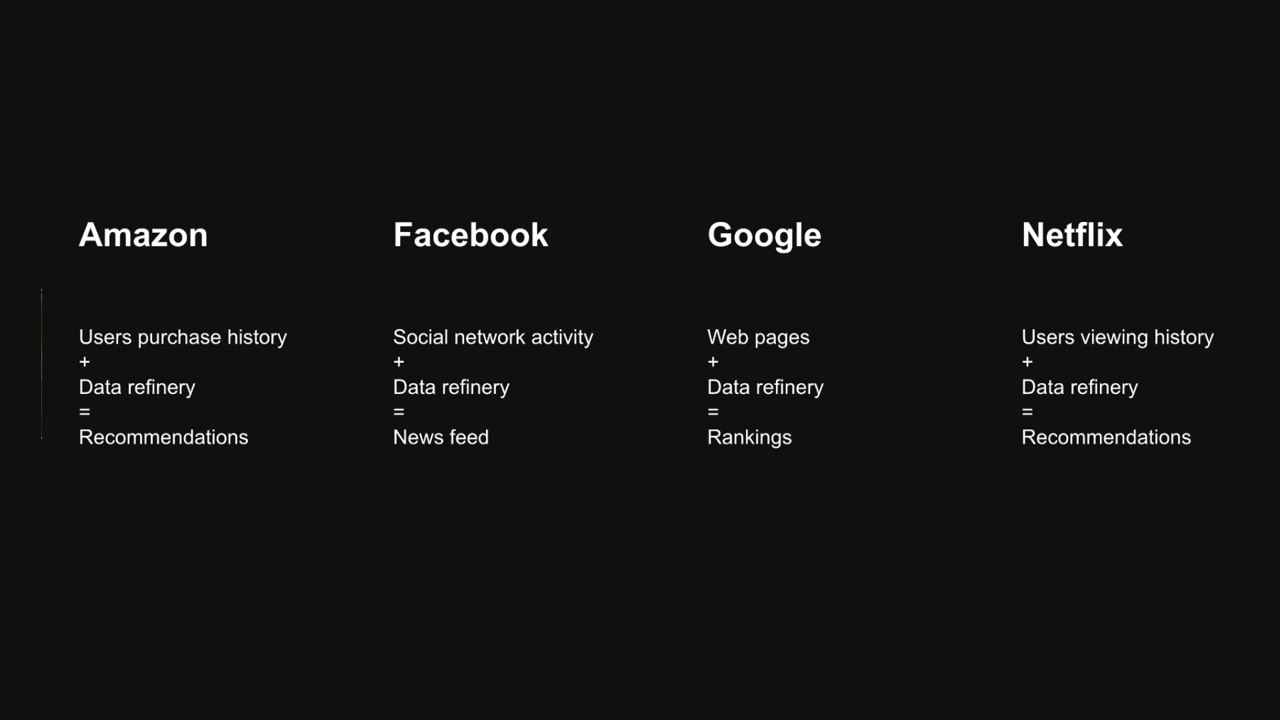 Amazon
Users purchase history
+
Data refinery
=
Recommendations
Facebook
Social network activity
+
Data refinery
=
News feed
Google
Web pages
+
Data refinery
=
Rankings
Netflix
Users viewing history
+
Data refinery
=
Recommendations